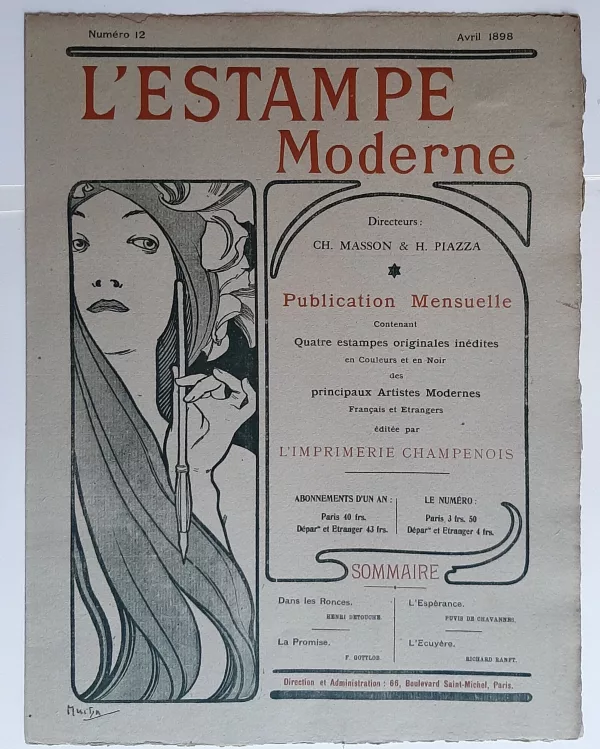 Numéro 12
Avril 1898
L'ESTAMPE
Moderne
Directeurs:
CH. MASSON & H. PIAZZA
Publication Mensuelle
Contenant
Quatre estampes originales inédites
en Couleurs et en Noir
des
principaux Artistes Modernes
Français et Etrangers
éditée par
L'IMPRIMERIE CHAMPENOIS
ABONNEMENTS D'UN AN:
Paris 40 frs.
Départ Etranger 43 frs.
LE NUMÉRO:
Paris 3 frs. 50
Départ et Etranger 4 frs.
SOMMAIRE
Dans les Ronces.
HENRI DETOUCHE.
La Promise.
F. GOTTLOB.
L'Espérance.
PUVIS DE CHAVANNES.
L'Ecuyère.
RICHARD RANFT.
Direction et Administration: 66, Boulevard Saint-Michel, Paris.
Mucha